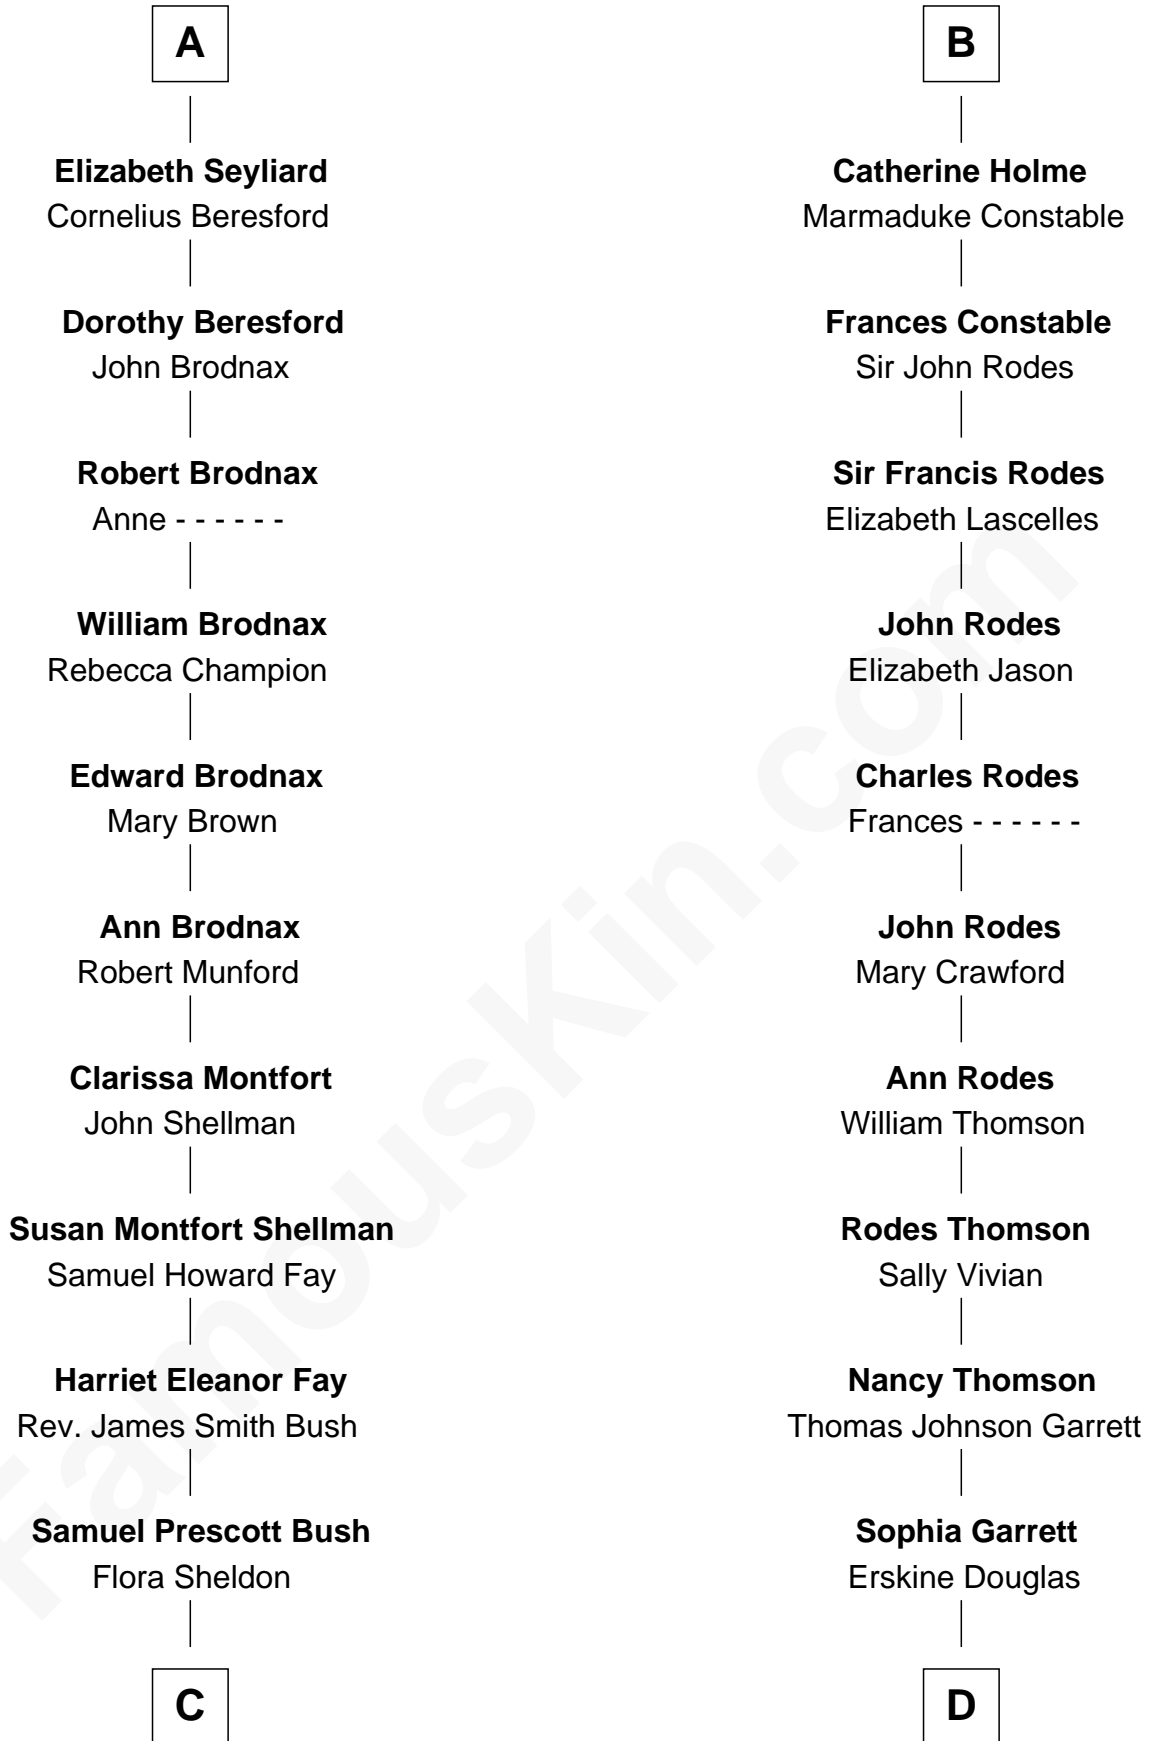 A
Elizabeth Seyliard
Cornelius Beresford
Dorothy Beresford
John Brodnax
Robert Brodnax
Anne - - - - - -
William Brodnax
Rebecca Champion
Edward Brodnax
Mary Brown
Ann Brodnax
Robert Munford
Clarissa Montfort
John Shellman
Susan Montfort Shellman
Samuel Howard Fay
Harriet Eleanor Fay
Rev. James Smith Bush
Samuel Prescott Bush
Flora Sheldon
C
B
Catherine Holme
Marmaduke Constable
Frances Constable
Sir John Rodes
Sir Francis Rodes
Elizabeth Lascelles
John Rodes
Elizabeth Jason
Charles Rodes
Frances - - - - - -
John Rodes
Mary Crawford
Ann Rodes
William Thomson
Rodes Thomson
Sally Vivian
Nancy Thomson
Thomas Johnson Garrett
Sophia Garrett
Erskine Douglas
D
FamousKin.com